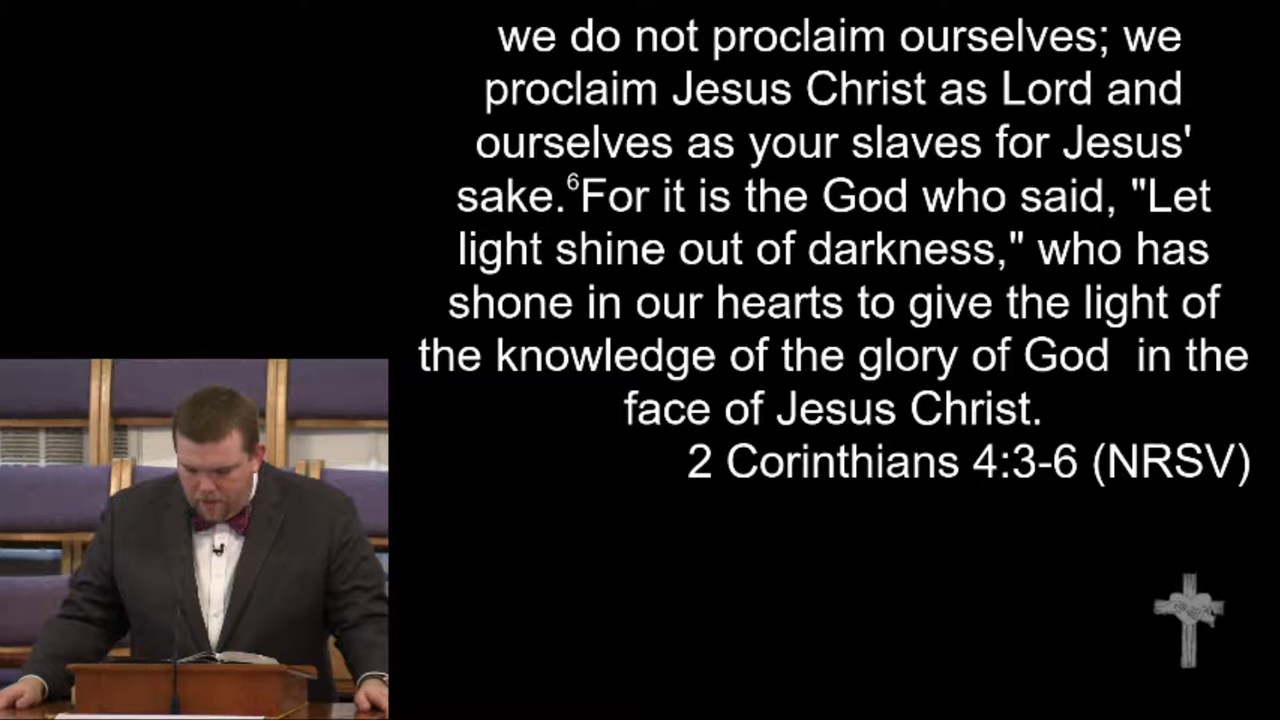 we do not proclaim ourselves; we
proclaim Jesus Christ as Lord and
ourselves as your slaves for Jesus'
sake.⁶For it is the God who said, "Let
light shine out of darkness," who has
shone in our hearts to give the light of
the knowledge of the glory of God  in the
face of Jesus Christ.
2 Corinthians 4:3-6 (NRSV)